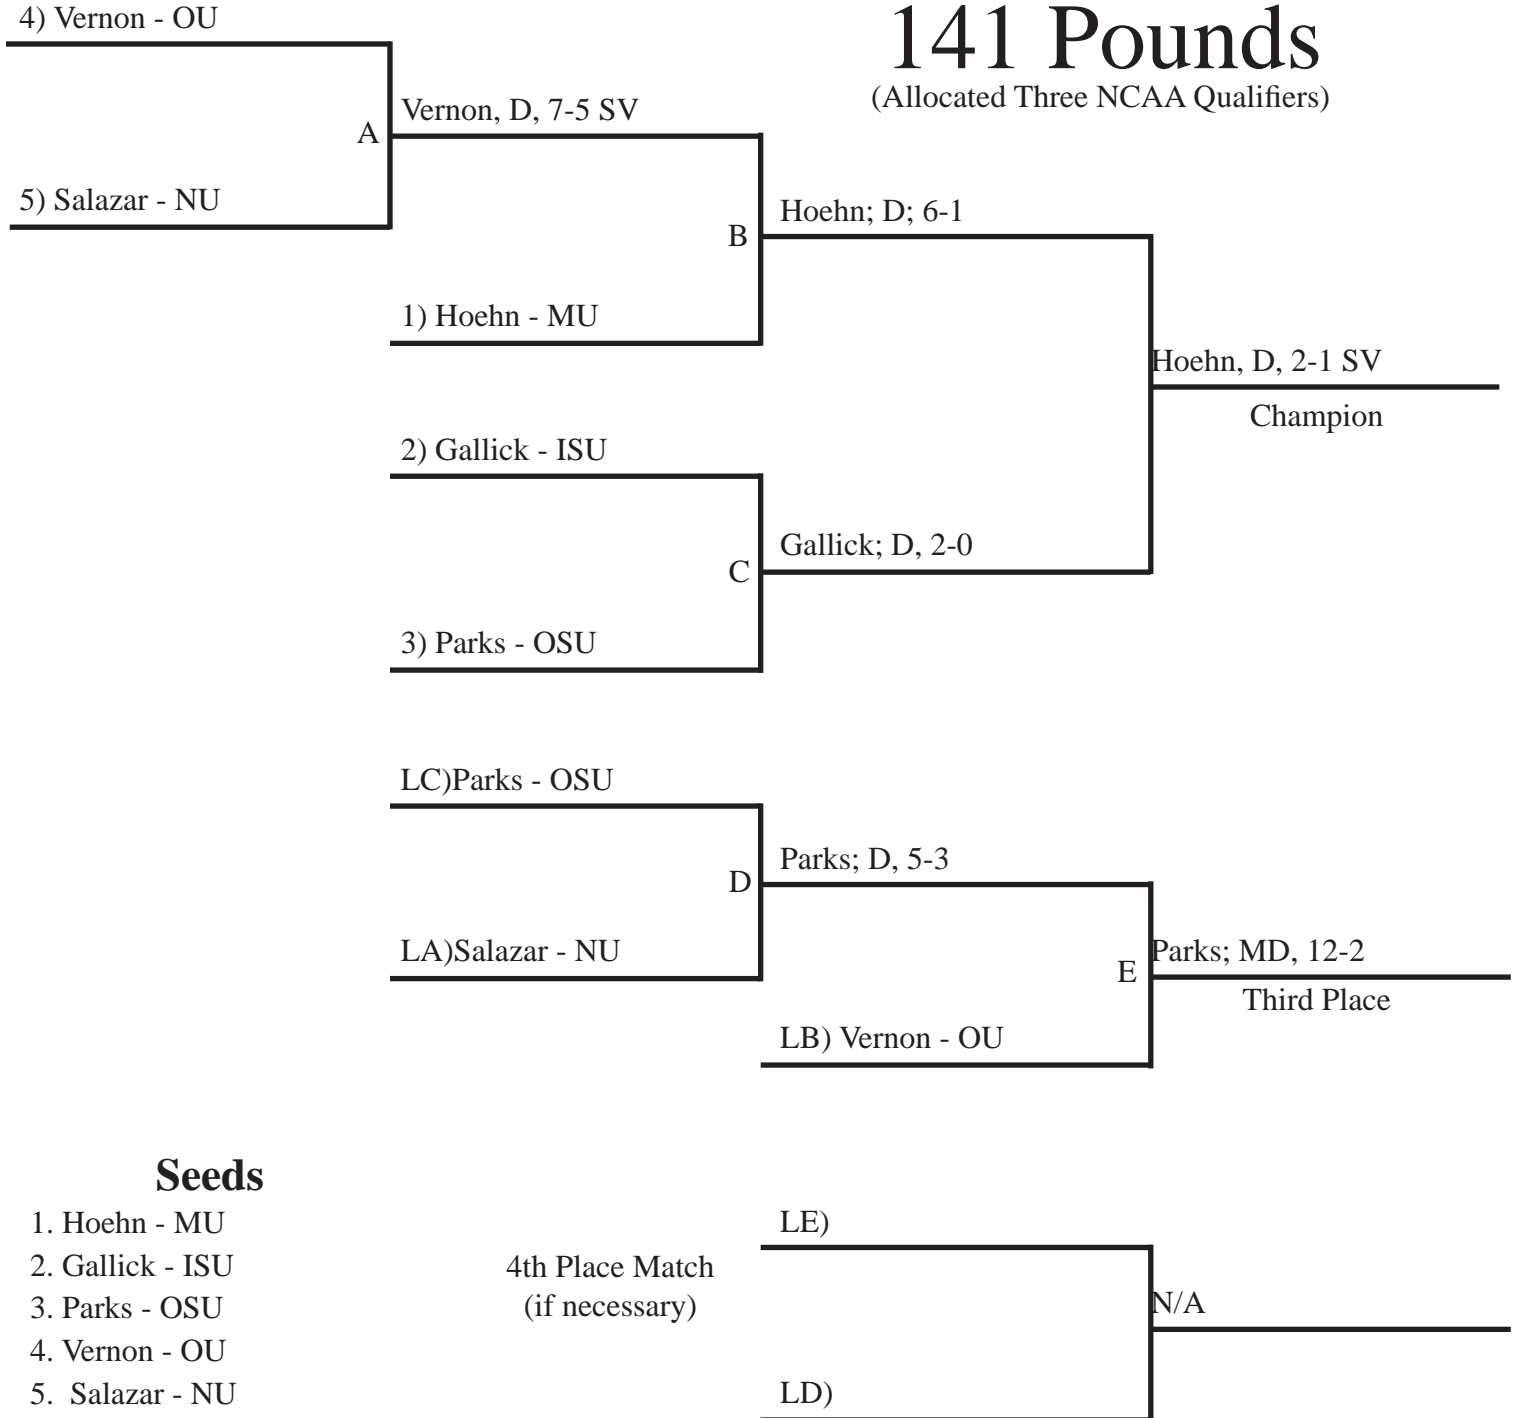 4) Vernon - OU
141 Pounds
(Allocated Three NCAA Qualifiers)
Vernon, D, 7-5 SV
A
5) Salazar - NU
Hoehn; D; 6-1
B
1) Hoehn - MU
Hoehn, D, 2-1 SV
Champion
2) Gallick - ISU
Gallick; D, 2-0
C
3) Parks - OSU
LC)Parks - OSU
Parks; D, 5-3
D
LA)Salazar - NU
Parks; MD, 12-2
E
Third Place
LB) Vernon - OU
Seeds
1. Hoehn - MU
2. Gallick - ISU
3. Parks - OSU
4. Vernon - OU
5. Salazar - NU
4th Place Match
(if necessary)
LE)
N/A
LD)